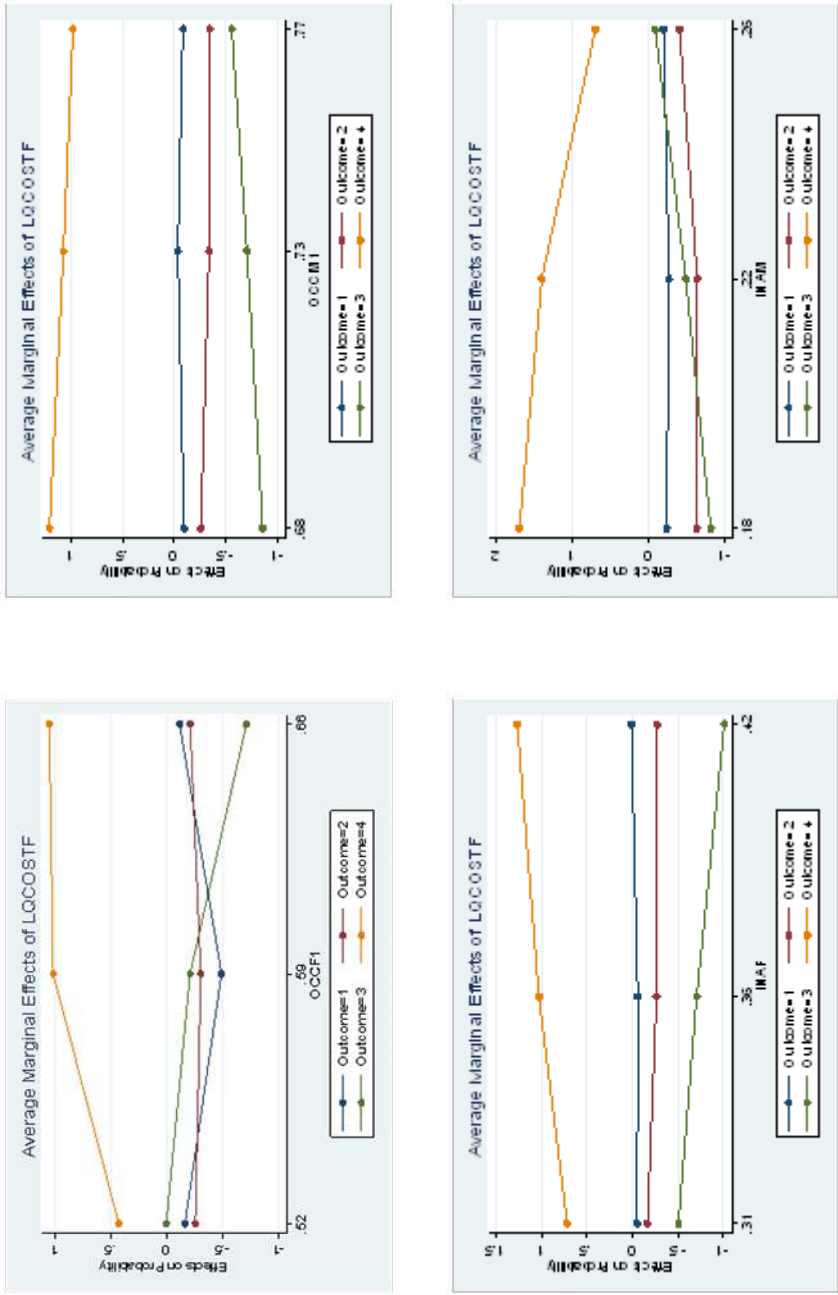 Average Marginal Effects of LQCOSTF
Effects on Probability
1
.5
0
-.5
-1
.52
.59
.66
OCCF1
Outcome=1
Outcome=2
Outcome=3
Outcome=4
Average Marginal Effects of LQCOSTF
Effects on Probability
1
.5
0
-.5
-1
.68
.73
.77
OCCM1
Outcome=1
Outcome=2
Outcome=3
Outcome=4
Average Marginal Effects of LQCOSTF
Effects on Probability
1.5
1
.5
0
-.5
-1
.31
.36
.42
INAF
Outcome=1
Outcome=2
Outcome=3
Outcome=4
Average Marginal Effects of LQCOSTF
Effects on Probability
2
1
0
-1
.18
.22
.26
INAM
Outcome=1
Outcome=2
Outcome=3
Outcome=4